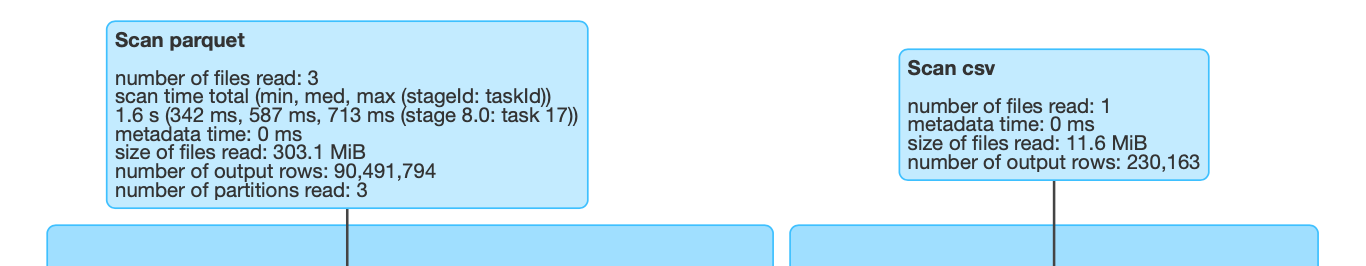 Scan parquet
number of files read: 3
scan time total (min, med, max (stageId: taskId))
1.6 s (342 ms, 587 ms, 713 ms (stage 8.0: task 17))
metadata time: 0 ms
size of files read: 303.1 MiB
number of output rows: 90,491,794
number of partitions read: 3
Scan csv
number of files read: 1
metadata time: 0 ms
size of files read: 11.6 MiB
number of output rows: 230,163